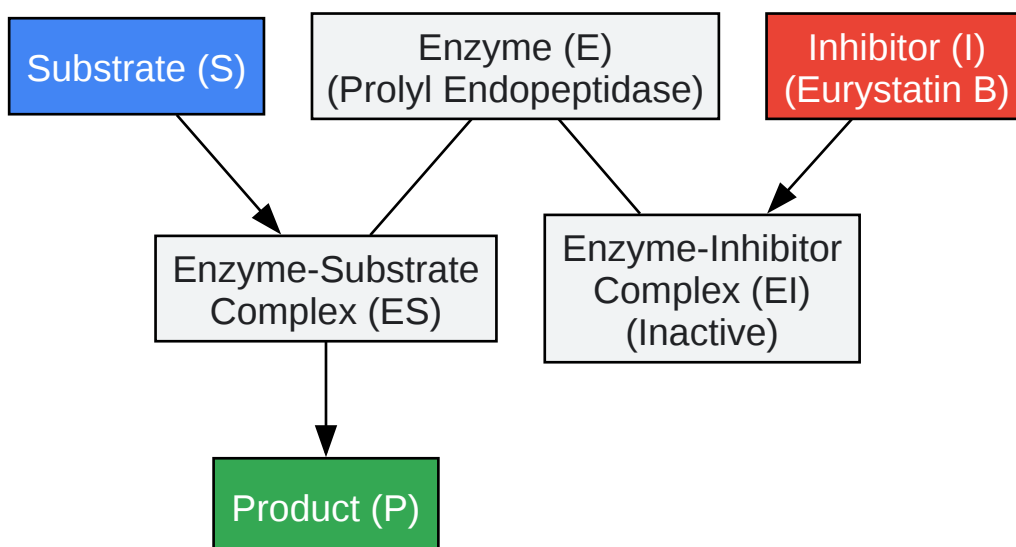 Substrate (S)
Enzyme (E)
(Prolyl Endopeptidase)
Inhibitor (I)
(Eurystatin B)
Enzyme-Substrate
Complex (ES)
Enzyme-Inhibitor
Complex (EI)
(Inactive)
Product (P)